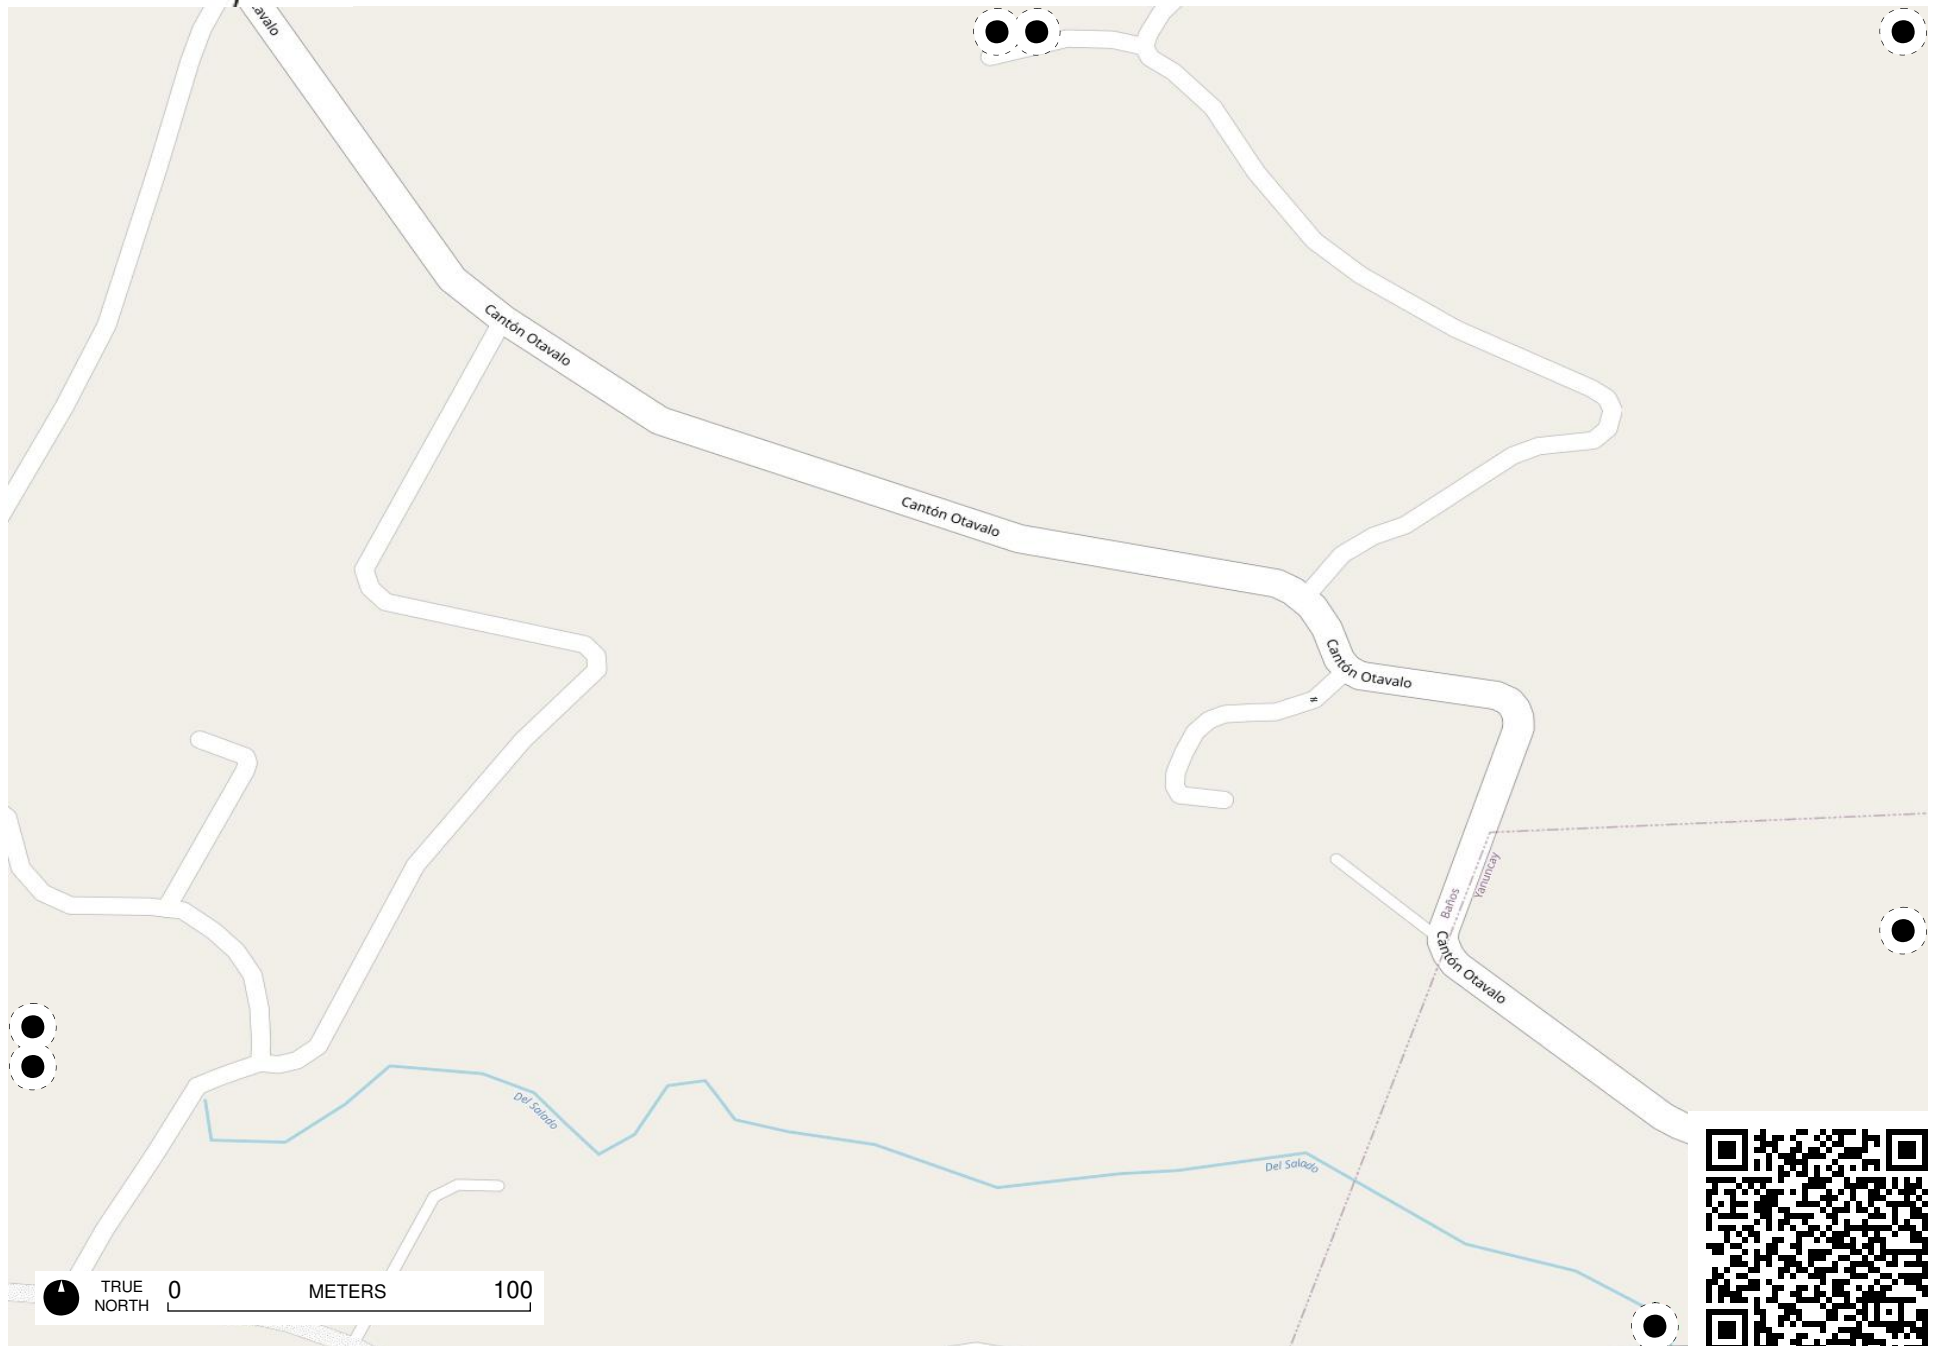 avalo
Cantón Otavalo
Cantón Otavalo
Cantón Otavalo
Baños
Yanuncay
Cantón Otavalo
Del Salado
Del Salado
TRUE
NORTH
0 METERS 100